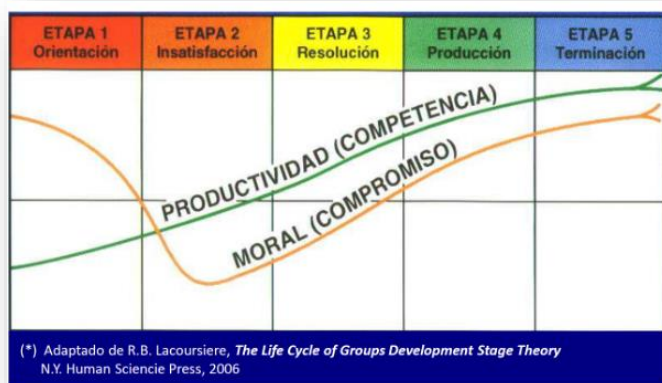 ETAPA 1
Orientación
ETAPA 2
Insatisfacción
ETAPA 3
Resolución
ETAPA 4
Producción
ETAPA 5
Terminación
PRODUCTIVIDAD (COMPETENCIA)
MORAL (COMPROMISO)
(*) Adaptado de R.B. Lacoursiere, The Life Cycle of Groups Development Stage Theory
N.Y. Human Sciencie Press, 2006